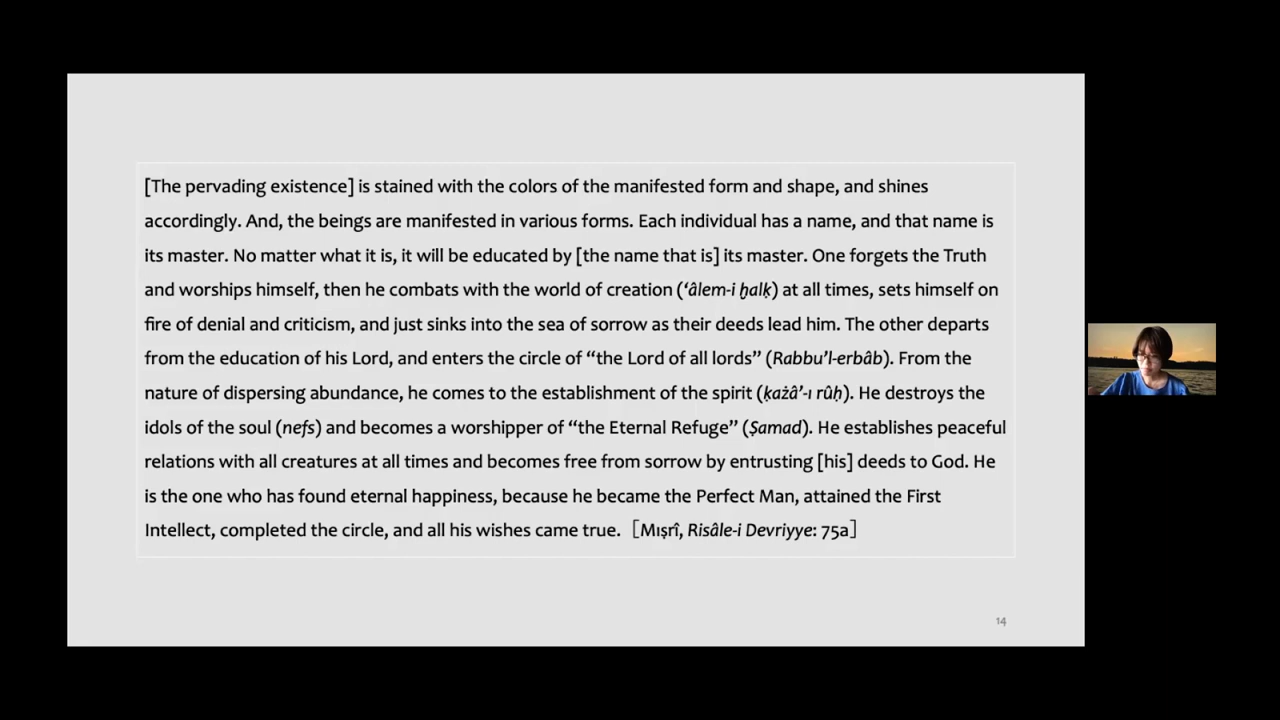 [The pervading existence] is stained with the colors of the manifested form and shape, and shines
accordingly. And, the beings are manifested in various forms. Each individual has a name, and that name is
its master. No matter what it is, it will be educated by [the name that is] its master. One forgets the Truth
and worships himself, then he combats with the world of creation (‘âlem-i ḫalḳ) at all times, sets himself on
fire of denial and criticism, and just sinks into the sea of sorrow as their deeds lead him. The other departs
from the education of his Lord, and enters the circle of “the Lord of all lords” (Rabbu’l-erbâb). From the
nature of dispersing abundance, he comes to the establishment of the spirit (ḳażâ’-ı rûḥ). He destroys the
idols of the soul (nefs) and becomes a worshipper of “the Eternal Refuge” (Ṣamad). He establishes peaceful
relations with all creatures at all times and becomes free from sorrow by entrusting [his] deeds to God. He
is the one who has found eternal happiness, because he became the Perfect Man, attained the First
Intellect, completed the circle, and all his wishes came true. [Mıṣrî, Risâle-i Devriyye: 75a]
14